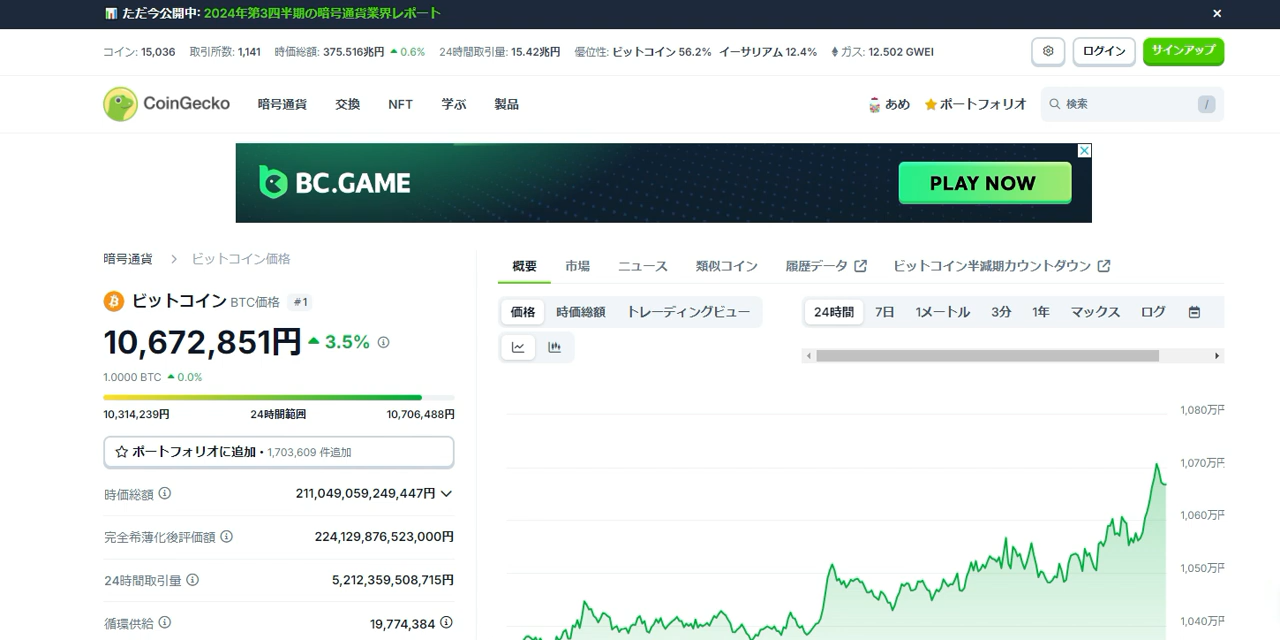 ただ今公開中: 2024年第3四半期の暗号通貨業界レポート
コイン: 15,036 取引所数: 1,141 時価総額: 375.516兆円 0.6% 24時間取引量: 15.42兆円 優位性: ビットコイン 56.2% イーサリアム 12.4% ガス: 12.502 GWEI
ログイン
サインアップ
CoinGecko
暗号通貨 交換 NFT 学ぶ 製品
あめ ポートフォリオ
検索 /
BC.GAME
PLAY NOW
暗号通貨 ビットコイン価格
ビットコイン BTC価格 #1
10,672,851円 3.5%
1.0000 BTC 0.0%
10,314,239円 24時間範囲 10,706,488円
ポートフォリオに追加・1,703,609 件追加
時価総額 211,049,059,249,447円
完全希薄化後評価額 224,129,876,523,000円
24時間取引量 5,212,359,508,715円
循環供給 19,774,384
概要 市場 ニュース 類似コイン 履歴データ ビットコイン半減期カウントダウン
価格 時価総額 トレーディングビュー
24時間 7日 1メートル 3分 1年 マックス ログ
1,080万円
1,070万円
1,060万円
1,050万円
1,040万円